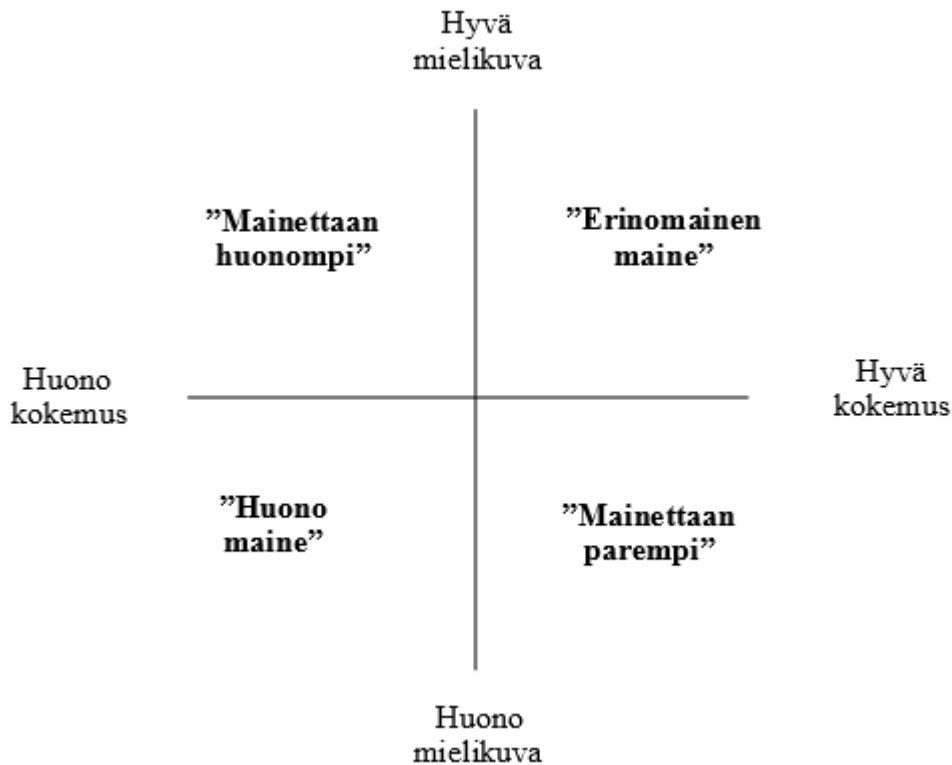 Hyvä
mielikuva
”Mainettaan
huonompi”
”Erinomainen
maine”
Huono
kokemus
Hyvä
kokemus
”Huono
maine”
”Mainettaan
parempi”
Huono
mielikuva